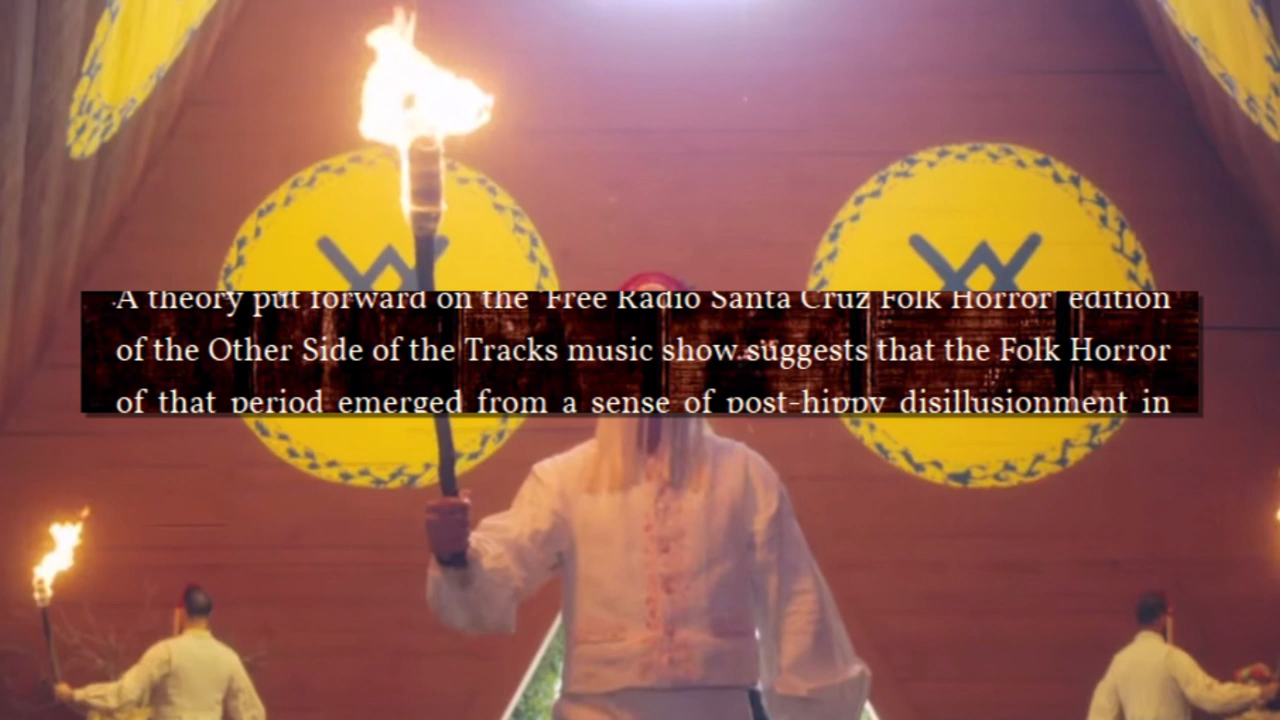 A theory put forward on the 'Free Radio Santa Cruz Folk Horror' edition
of the Other Side of the Tracks music show suggests that the Folk Horror
of that period emerged from a sense of post-hippy disillusionment in